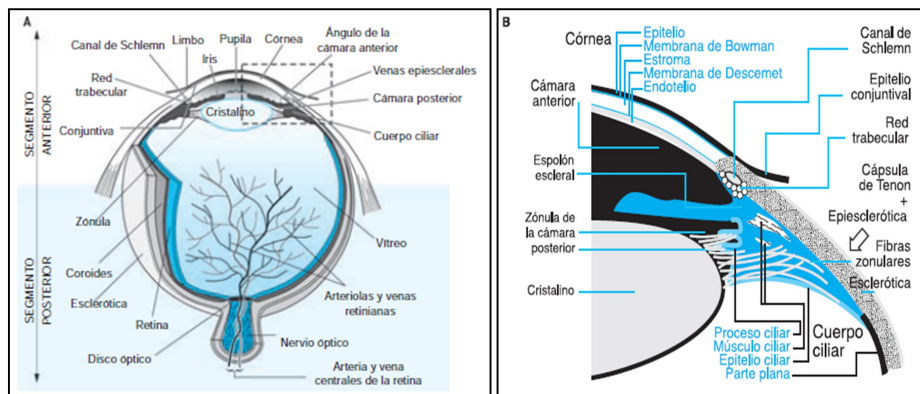 A
SEGMENTO
ANTERIOR
SEGMENTO
POSTERIOR
Canal de Schlemn
Limbo
Pupila
Córnea
Ángulo de la
cámara anterior
Iris
Red
trabecular
Venas epiesclerales
Cristalino
Cámara posterior
Conjuntiva
Cuerpo ciliar
Zónula
Vítreo
Coroides
Esclerótica
Arteriolas y venas
retinianas
Retina
Disco óptico
Nervio óptico
Arteria y vena
centrales de la retina
B
Córnea
Epitelio
Membrana de Bowman
Estroma
Membrana de Descemet
Endotelio
Canal de
Schlemn
Cámara
anterior
Epitelio
conjuntival
Red
trabecular
Espolón
escleral
Cápsula
de Tenon
+
Epiesclerótica
Zónula de
la cámara
posterior
Fibras
zonulares
Cristalino
Esclerótica
Proceso ciliar
Músculo ciliar
Epitelio ciliar
Parte plana
Cuerpo
ciliar